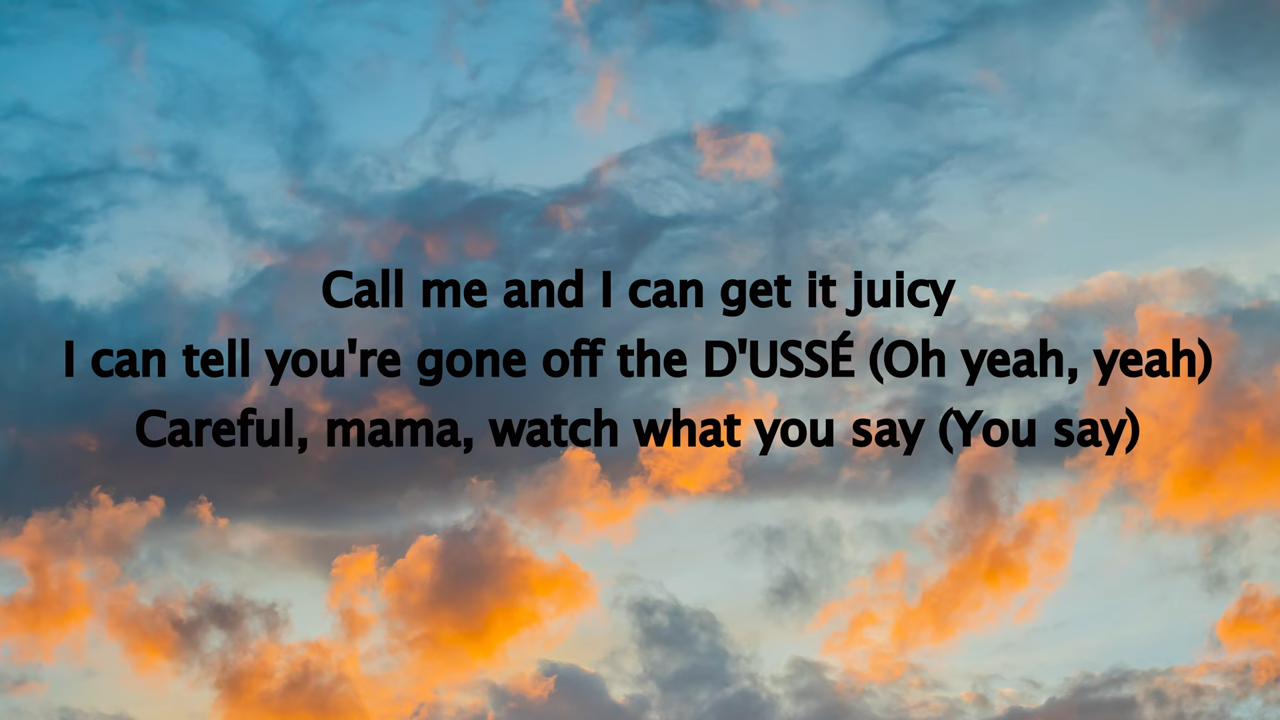 Call me and I can get it juicy
I can tell you're gone off the D'USSÉ (Oh yeah, yeah)
Careful, mama, watch what you say (You say)